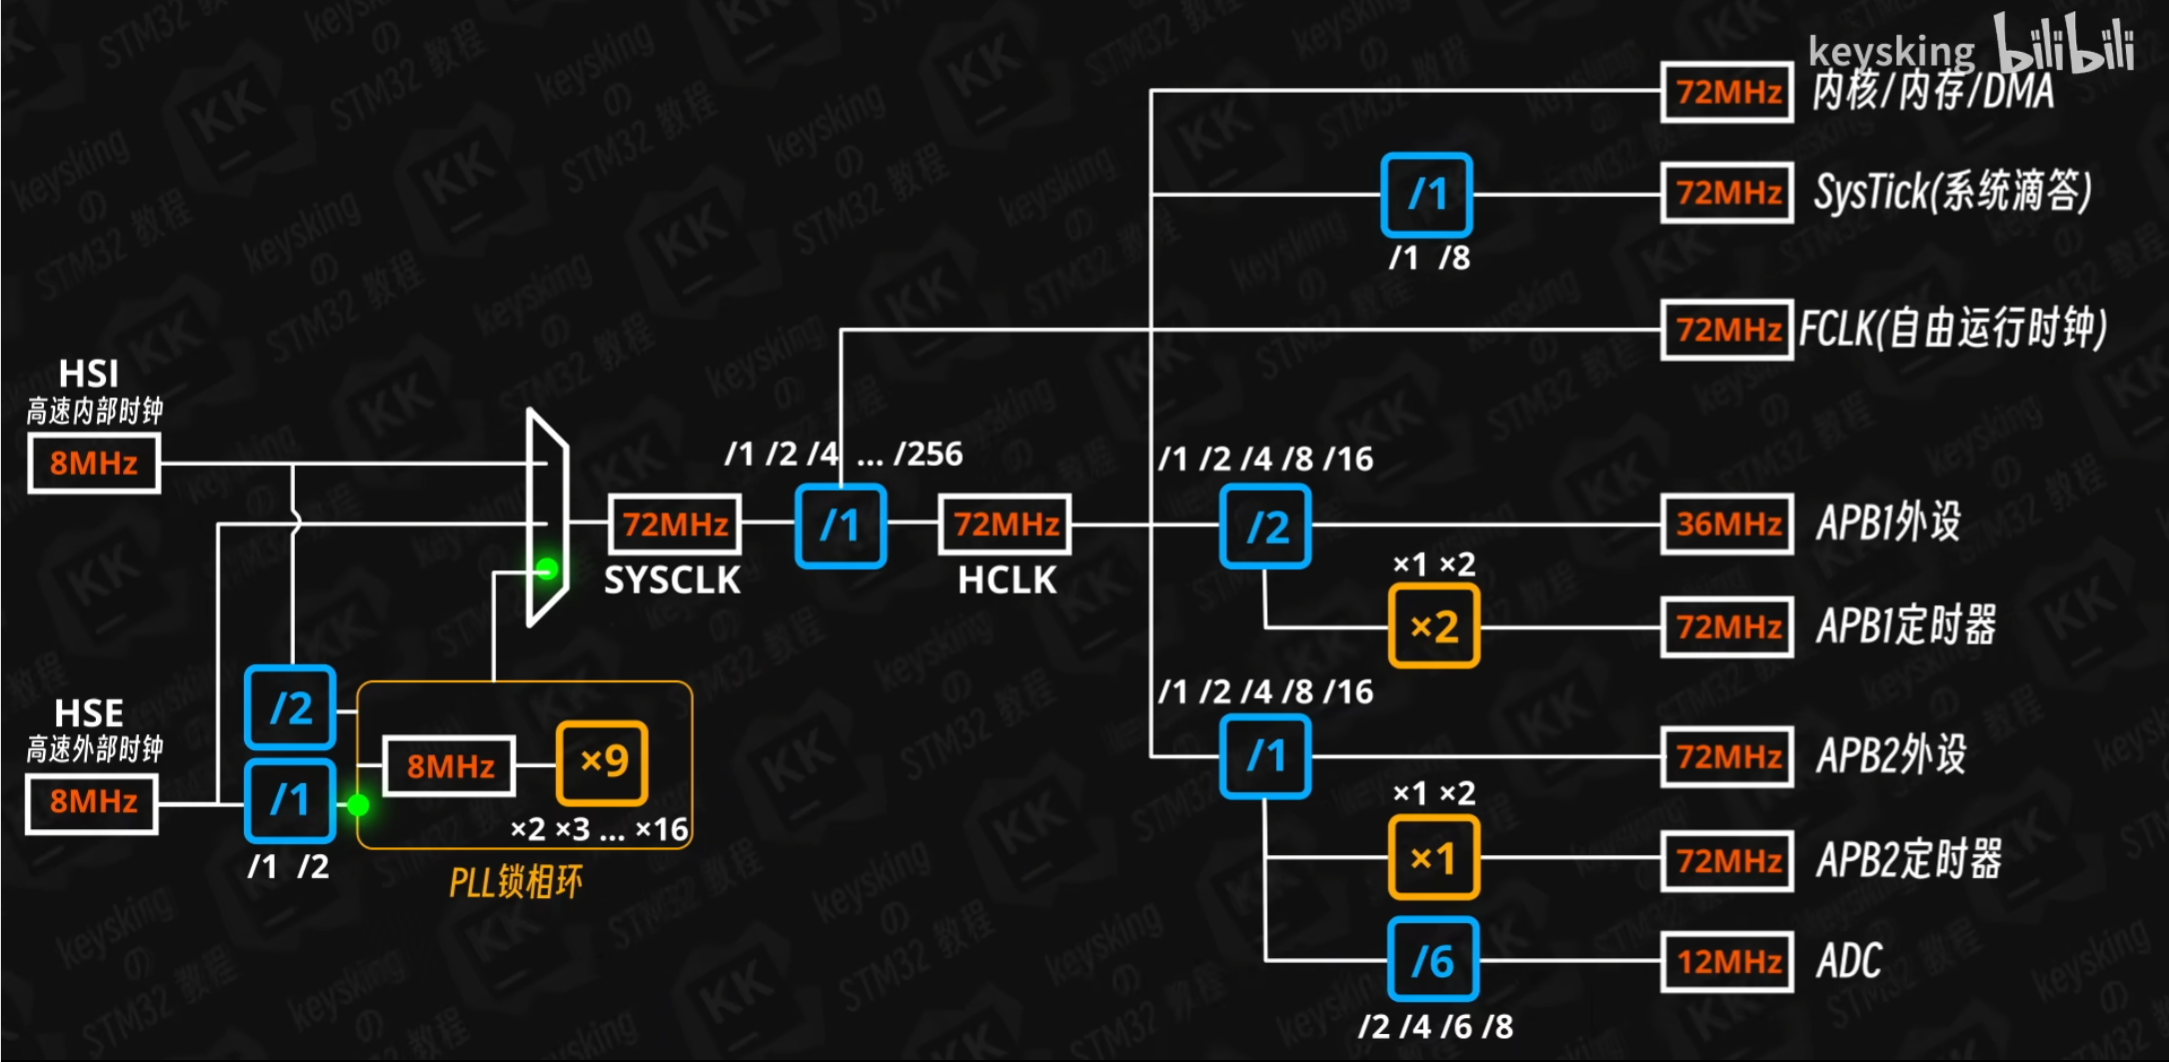 keysking bilibili
72MHz 内核/内存/DMA
/1 72MHz SysTick(系统滴答)
/1 /8
72MHz FCLK(自由运行时钟)
HSI
高速内部时钟
8MHz
/1 /2 /4 ... /256
/1 /2 /4 /8 /16
72MHz /1 72MHz /2 36MHz APB1外设
SYSCLK HCLK
×1 ×2
×2 72MHz APB1定时器
HSE
高速外部时钟
8MHz
/2
/1
/1 /2
8MHz ×9
×2 ×3 ... ×16
PLL锁相环
/1 /2 /4 /8 /16
/1 72MHz APB2外设
×1 ×2
×1 72MHz APB2定时器
/6 12MHz ADC
/2 /4 /6 /8
keysking
の
STM32 教程
KK